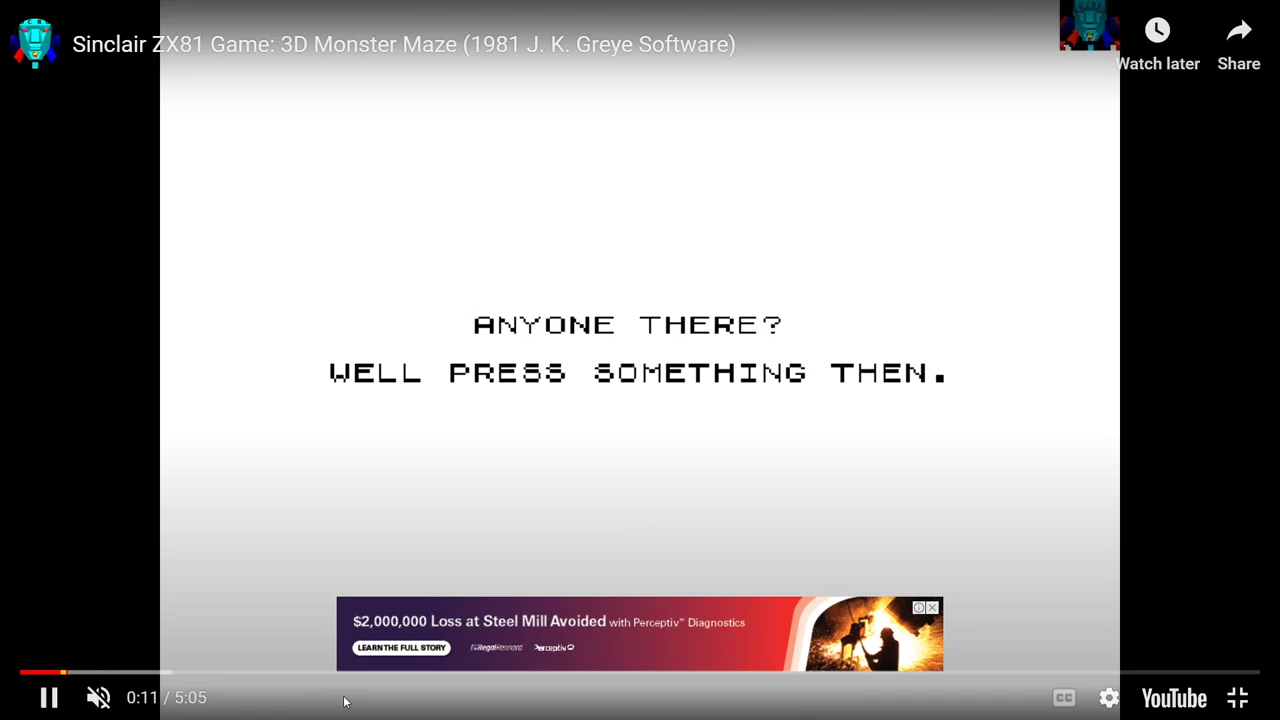 Sinclair ZX81 Game: 3D Monster Maze (1981 J. K. Greye Software)
Watch later
Share
ANYONE THERE?
WELL PRESS SOMETHING THEN.
$2,000,000 Loss at Steel Mill Avoided with Perceptiv™ Diagnostics
LEARN THE FULL STORY
RegalRexnord
Perceptiv
0:11 / 5:05
CC
YouTube